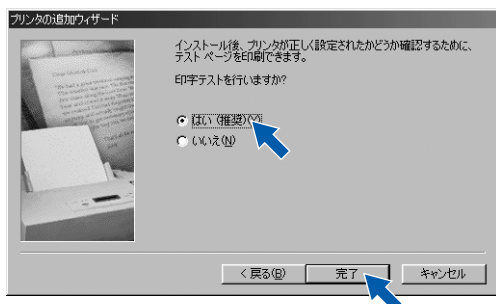 プリンタの追加ウィザード
インストール後、プリンタが正しく設定されたかどうか確認するために、
テスト ページを印刷できます。
印字テストを行いますか?
はい (推奨)(Y)
いいえ(N)
< 戻る(B)
完了
キャンセル